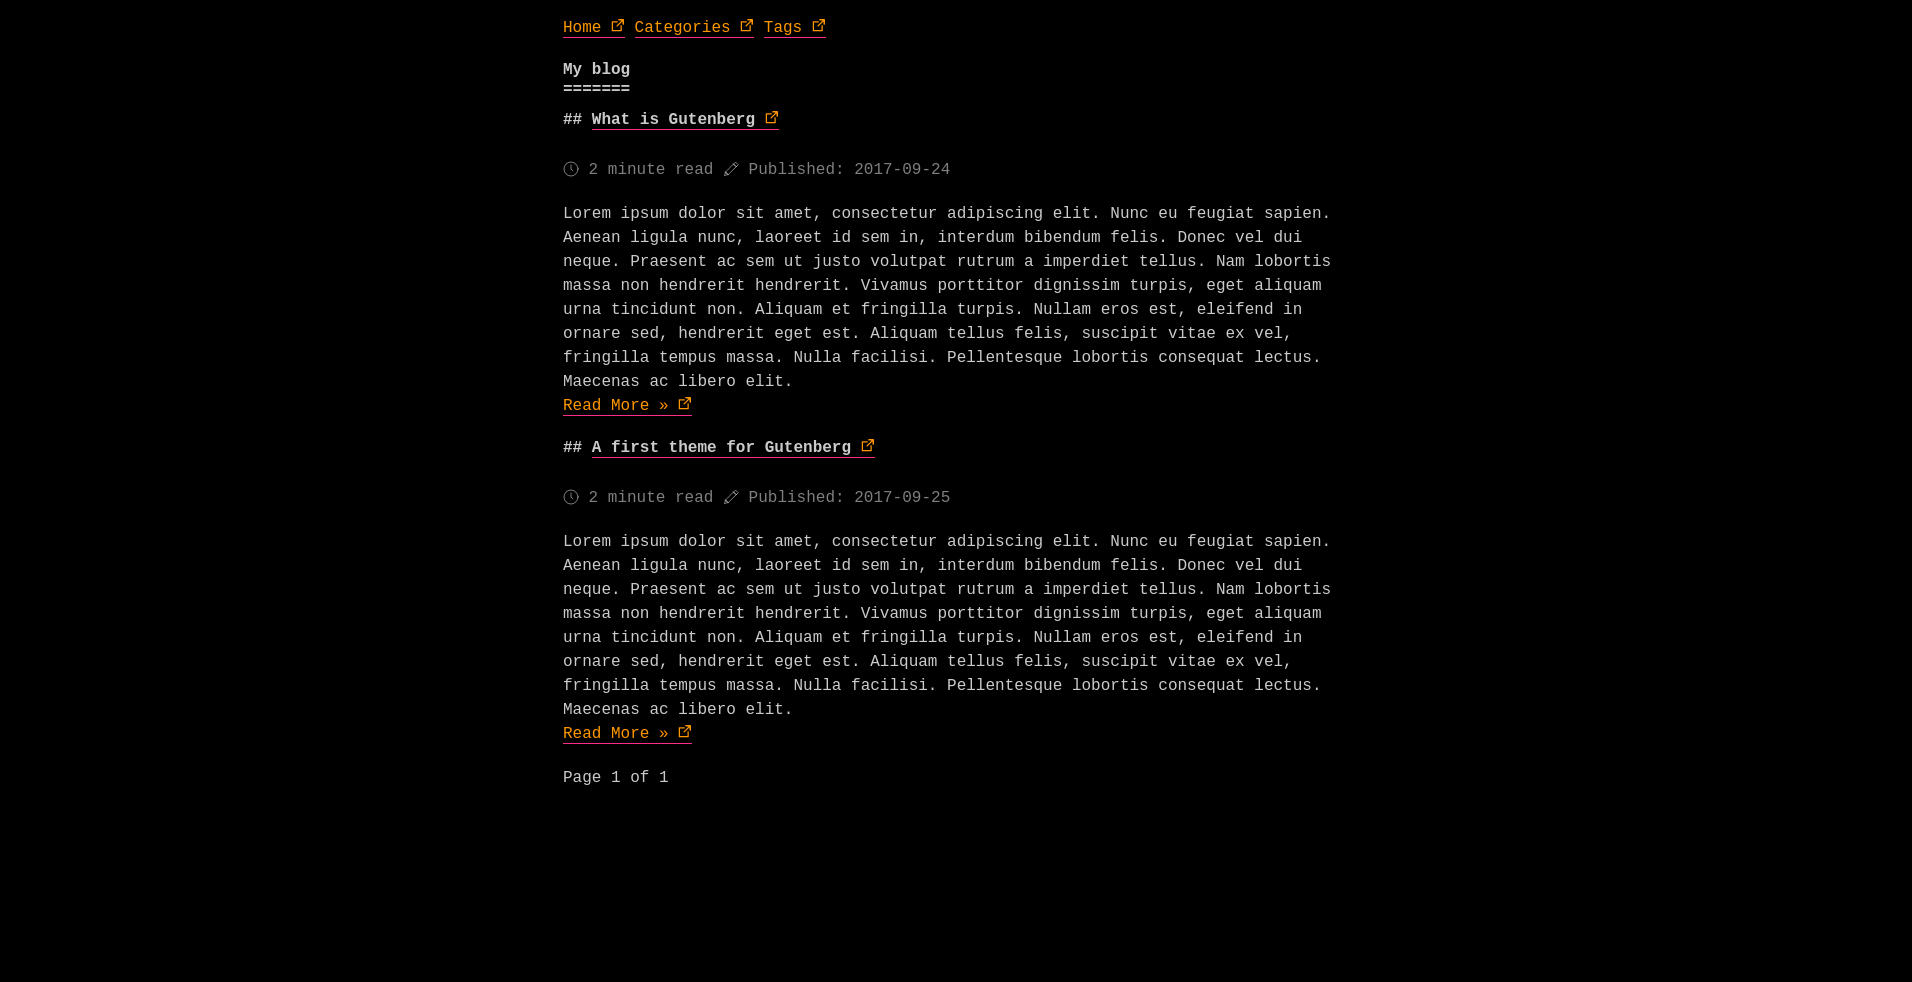 Home Categories Tags
My blog
=======
## What is Gutenberg
2 minute read Published: 2017-09-24
Lorem ipsum dolor sit amet, consectetur adipiscing elit. Nunc eu feugiat sapien.
Aenean ligula nunc, laoreet id sem in, interdum bibendum felis. Donec vel dui
neque. Praesent ac sem ut justo volutpat rutrum a imperdiet tellus. Nam lobortis
massa non hendrerit hendrerit. Vivamus porttitor dignissim turpis, eget aliquam
urna tincidunt non. Aliquam et fringilla turpis. Nullam eros est, eleifend in
ornare sed, hendrerit eget est. Aliquam tellus felis, suscipit vitae ex vel,
fringilla tempus massa. Nulla facilisi. Pellentesque lobortis consequat lectus.
Maecenas ac libero elit.
Read More »
## A first theme for Gutenberg
2 minute read Published: 2017-09-25
Lorem ipsum dolor sit amet, consectetur adipiscing elit. Nunc eu feugiat sapien.
Aenean ligula nunc, laoreet id sem in, interdum bibendum felis. Donec vel dui
neque. Praesent ac sem ut justo volutpat rutrum a imperdiet tellus. Nam lobortis
massa non hendrerit hendrerit. Vivamus porttitor dignissim turpis, eget aliquam
urna tincidunt non. Aliquam et fringilla turpis. Nullam eros est, eleifend in
ornare sed, hendrerit eget est. Aliquam tellus felis, suscipit vitae ex vel,
fringilla tempus massa. Nulla facilisi. Pellentesque lobortis consequat lectus.
Maecenas ac libero elit.
Read More »
Page 1 of 1